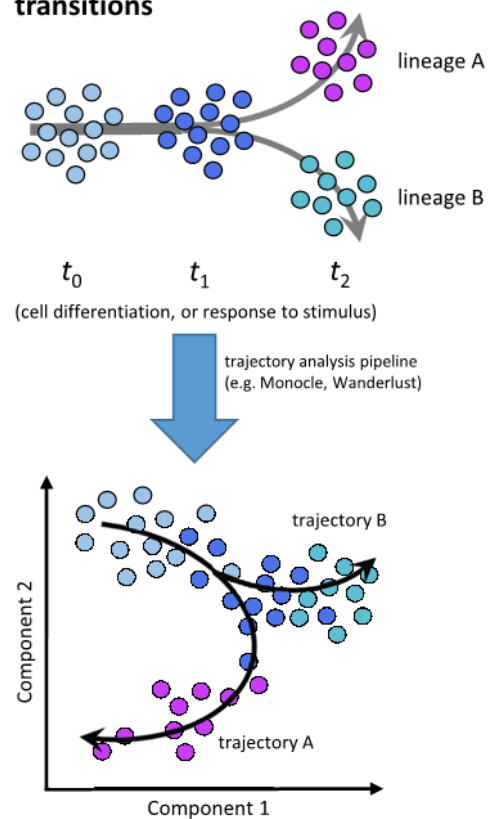 transitions
lineage A
lineage B
t0 t1 t2
(cell differentiation, or response to stimulus)
trajectory analysis pipeline
(e.g. Monocle, Wanderlust)
trajectory B
Component 2
trajectory A
Component 1